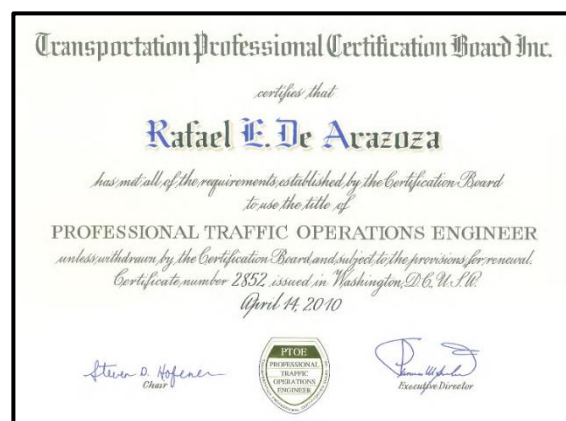 Transportation Professional Certification Board Inc.
certifies that
Rafael E. De Arazoza
has met all of the requirements established by the Certification Board
to use the title of
PROFESSIONAL TRAFFIC OPERATIONS ENGINEER
unless withdrawn by the Certification Board and subject to the provisions for renewal.
Certificate number 2852 issued in Washington, D.C. U.S.A.
April 14, 2010
Steven D. Hofener
Chair
Executive Director
PTOE
PROFESSIONAL
TRAFFIC
OPERATIONS
ENGINEER